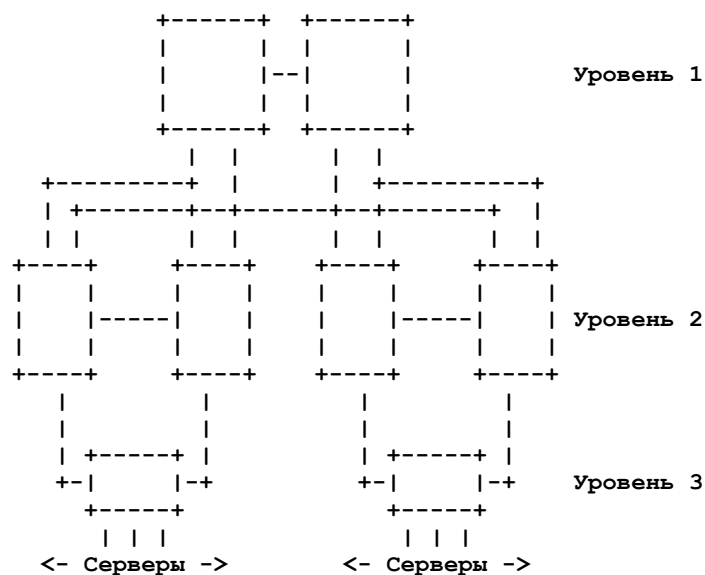 Уровень 1
Уровень 2
Уровень 3
<- Серверы -> <- Серверы ->